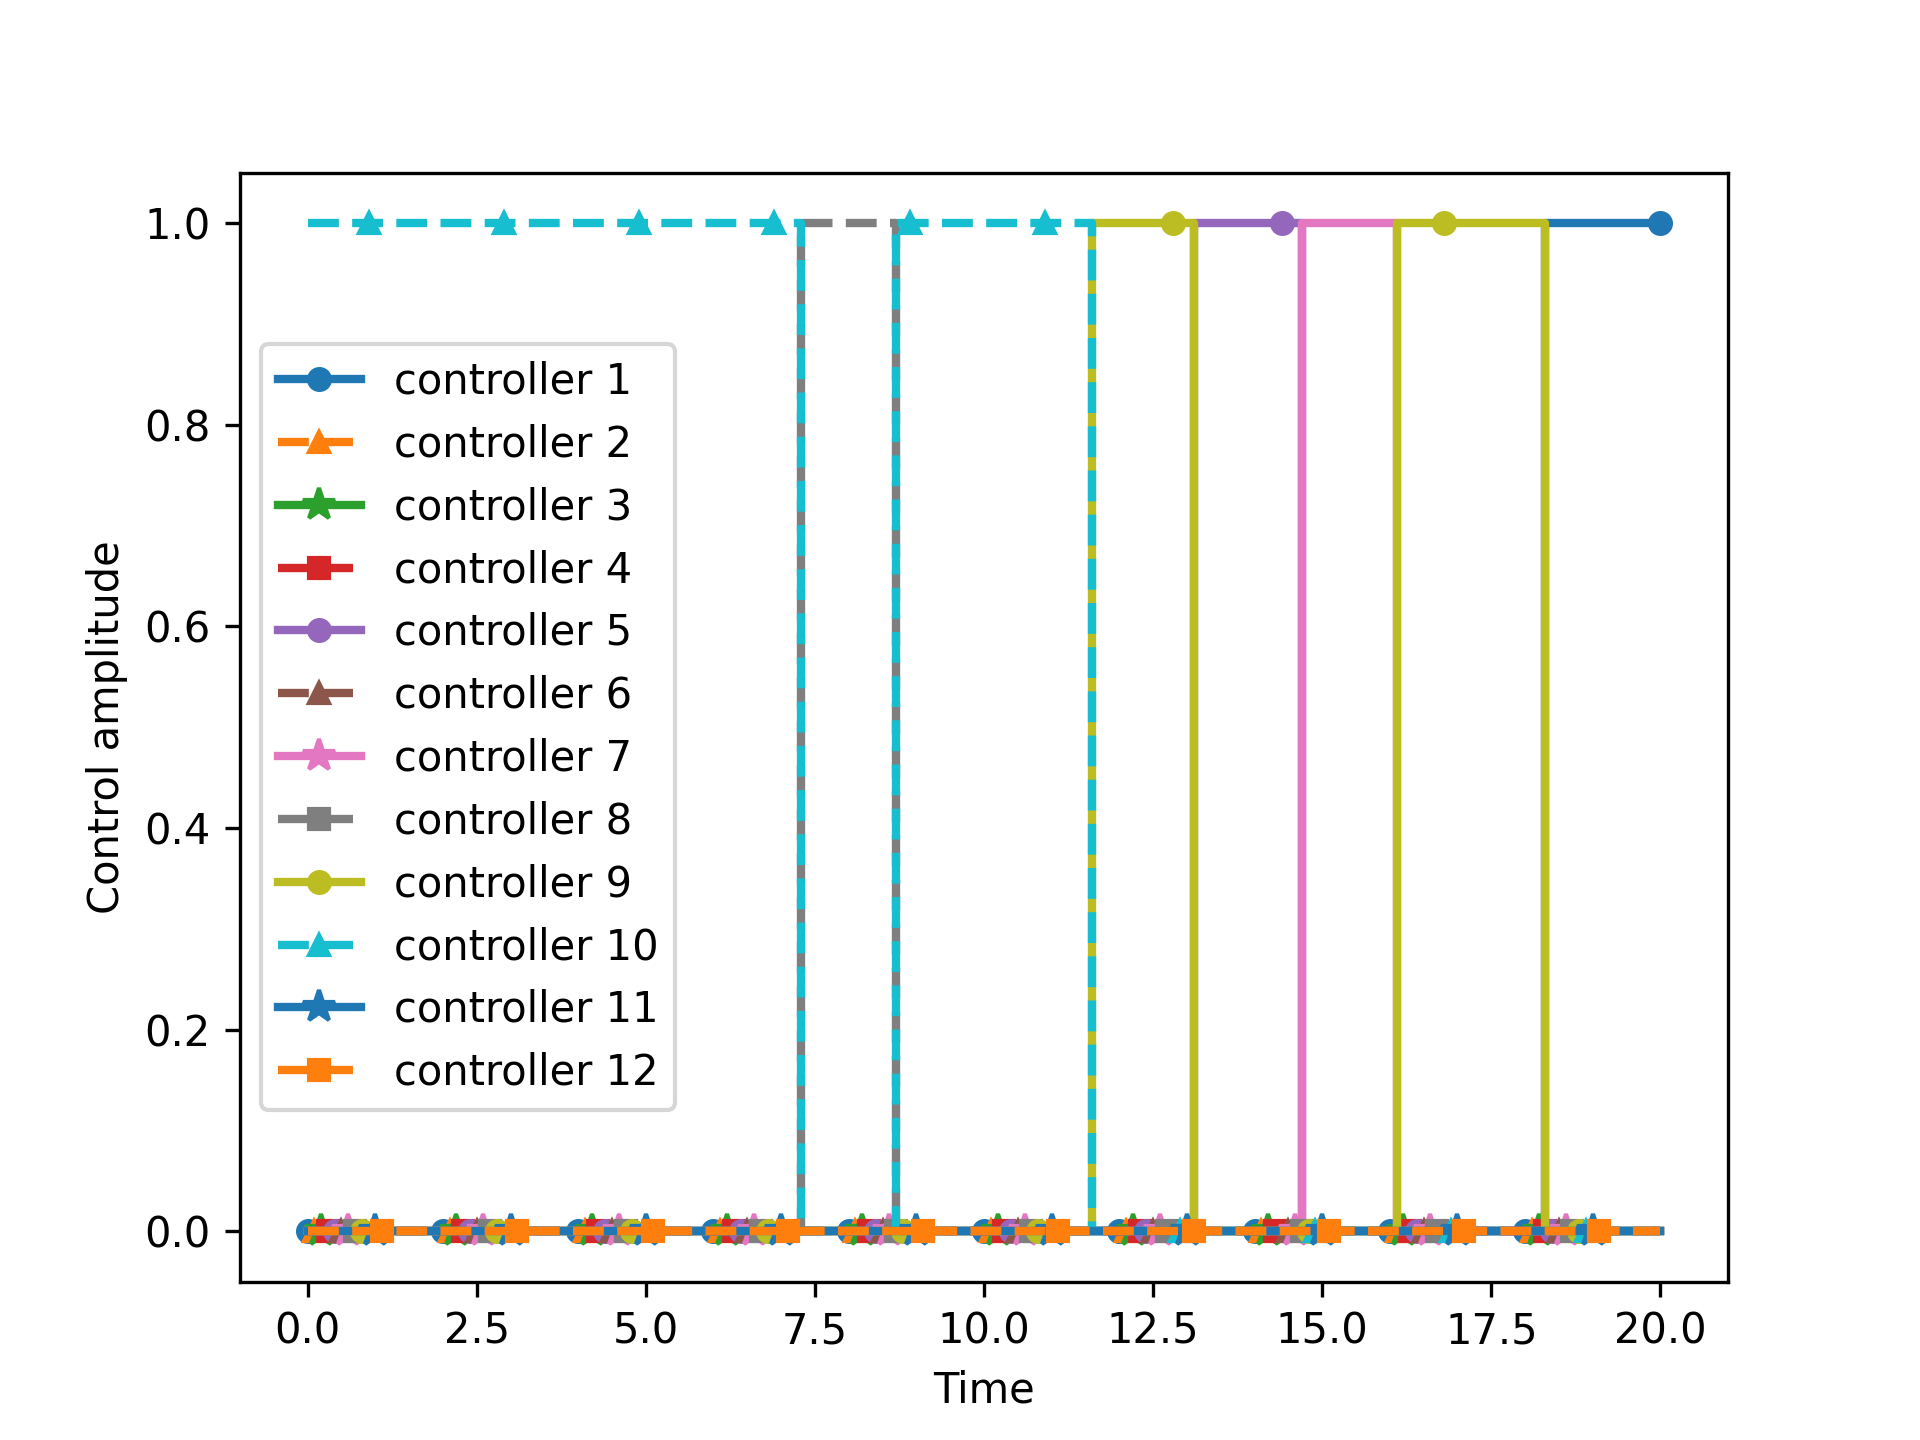 1.0
0.8
0.6
0.4
0.2
0.0
Control amplitude
controller 1
controller 2
controller 3
controller 4
controller 5
controller 6
controller 7
controller 8
controller 9
controller 10
controller 11
controller 12
0.0 2.5 5.0 7.5 10.0 12.5 15.0 17.5 20.0
Time